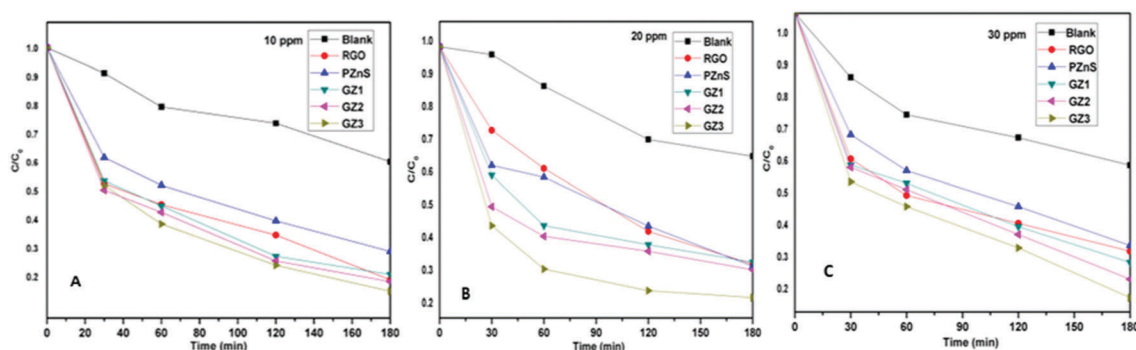 10 ppm
Blank
RGO
PZnS
GZ1
GZ2
GZ3
1.0
0.9
0.8
0.7
0.6
0.5
0.4
0.3
0.2
C/C₀
A
0 20 40 60 80 100 120 140 160 180
Time (min)
20 ppm
Blank
RGO
PZnS
GZ1
GZ2
GZ3
1.0
0.9
0.8
0.7
0.6
0.5
0.4
0.3
0.2
C/C₀
B
0 30 60 90 120 150 180
Time (min)
30 ppm
Blank
RGO
PZnS
GZ1
GZ2
GZ3
1.0
0.9
0.8
0.7
0.6
0.5
0.4
0.3
0.2
C/C₀
C
0 30 60 90 120 150 180
Time (min)